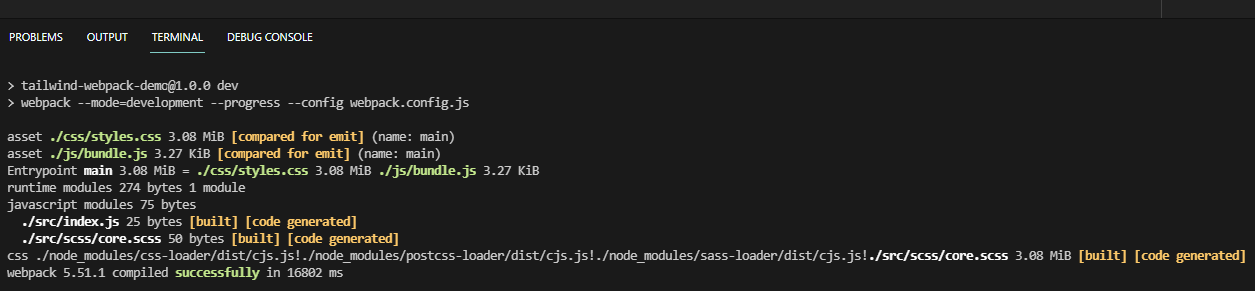 PROBLEMS OUTPUT TERMINAL DEBUG CONSOLE
> tailwind-webpack-demo@1.0.0 dev
> webpack --mode=development --progress --config webpack.config.js
asset ./css/styles.css 3.08 MiB [compared for emit] (name: main)
asset ./js/bundle.js 3.27 KiB [compared for emit] (name: main)
Entrypoint main 3.08 MiB = ./css/styles.css 3.08 MiB ./js/bundle.js 3.27 KiB
runtime modules 274 bytes 1 module
javascript modules 75 bytes
./src/index.js 25 bytes [built] [code generated]
./src/scss/core.scss 50 bytes [built] [code generated]
css ./node_modules/css-loader/dist/cjs.js!./node_modules/postcss-loader/dist/cjs.js!./node_modules/sass-loader/dist/cjs.js!./src/scss/core.scss 3.08 MiB [built] [code generated]
webpack 5.51.1 compiled successfully in 16802 ms